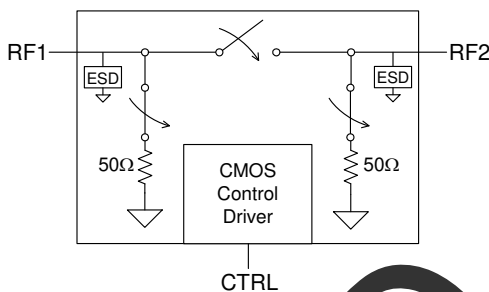 RF1
RF2
ESD
ESD
50Ω
50Ω
CMOS
Control
Driver
CTRL